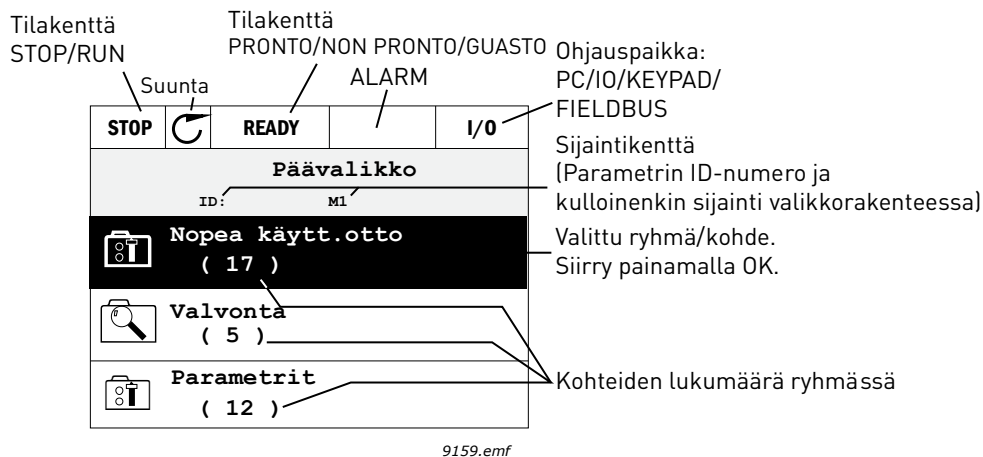 Tilakenttä
STOP/RUN
Tilakenttä
PRONTO/NON PRONTO/GUASTO
Ohjauspaikka:
PC/IO/KEYPAD/
FIELDBUS
ALARM
Suunta
STOP
READY
I/0
Päävalikko
ID:
M1
Sijaintikenttä
(Parametrin ID-numero ja
kulloinenkin sijainti valikkorakenteessa)
Nopea käytt.otto
( 17 )
Valittu ryhmä/kohde.
Siirry painamalla OK.
Valvonta
( 5 )
Parametrit
( 12 )
Kohteiden lukumäärä ryhmässä
9159.emf